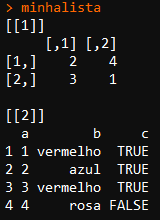 > minhalista
[[1]]
     [,1] [,2]
[1,]    2    4
[2,]    3    1
[[2]]
  a        b     c
1 1 vermelho  TRUE
2 2     azul  TRUE
3 3 vermelho  TRUE
4 4     rosa FALSE